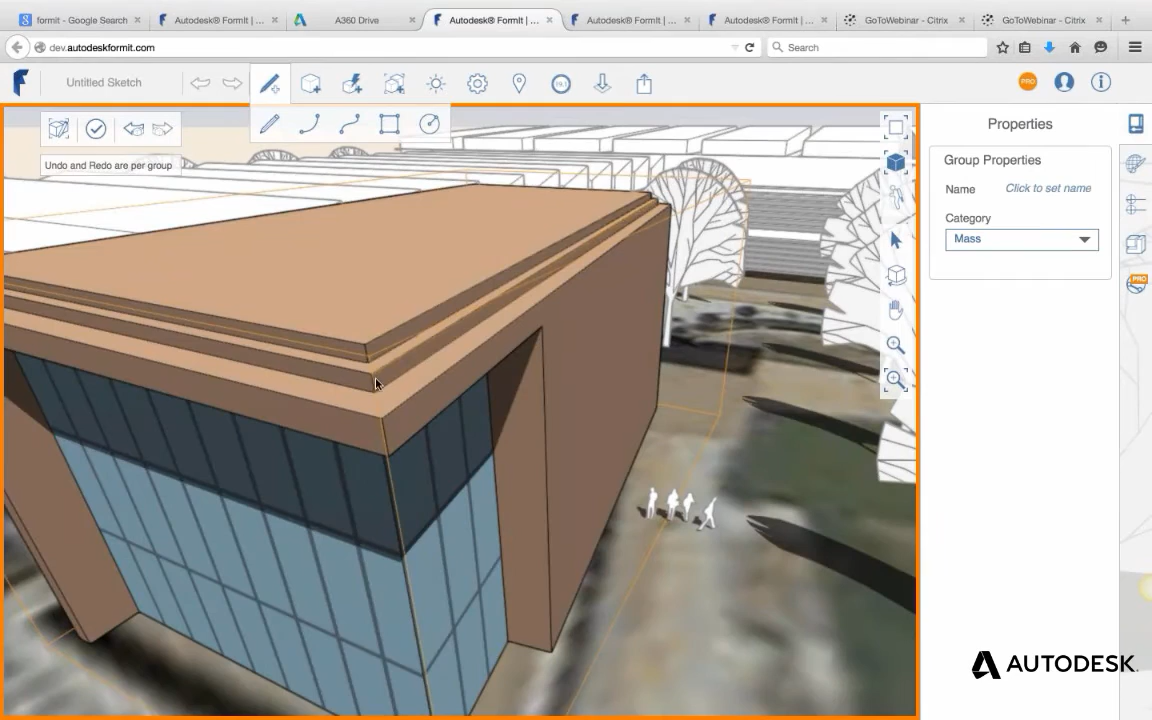 formit - Google Search
Autodesk® FormIt | ...
A360 Drive
Autodesk® FormIt | ...
Autodesk® FormIt | ...
Autodesk® FormIt | ...
GoToWebinar - Citrix
GoToWebinar - Citrix
dev.autodeskformit.com
Search
Untitled Sketch
PRO
Undo and Redo are per group
Properties
Group Properties
Name Click to set name
Category
Mass
PRO
AUTODESK.